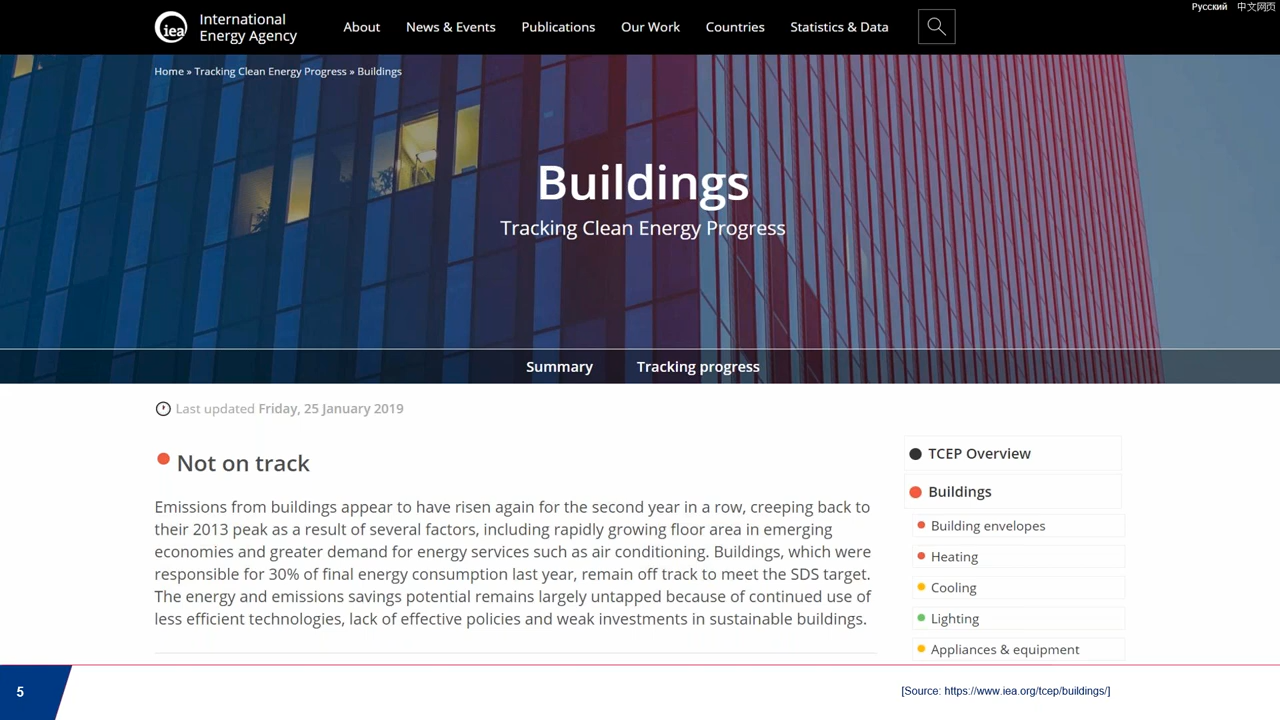 Русский 中文网页
iea International
Energy Agency
About News & Events Publications Our Work Countries Statistics & Data
Home » Tracking Clean Energy Progress » Buildings
Buildings
Tracking Clean Energy Progress
Summary Tracking progress
Last updated Friday, 25 January 2019
Not on track
Emissions from buildings appear to have risen again for the second year in a row, creeping back to
their 2013 peak as a result of several factors, including rapidly growing floor area in emerging
economies and greater demand for energy services such as air conditioning. Buildings, which were
responsible for 30% of final energy consumption last year, remain off track to meet the SDS target.
The energy and emissions savings potential remains largely untapped because of continued use of
less efficient technologies, lack of effective policies and weak investments in sustainable buildings.
TCEP Overview
Buildings
Building envelopes
Heating
Cooling
Lighting
Appliances & equipment
5
[Source: https://www.iea.org/tcep/buildings/]